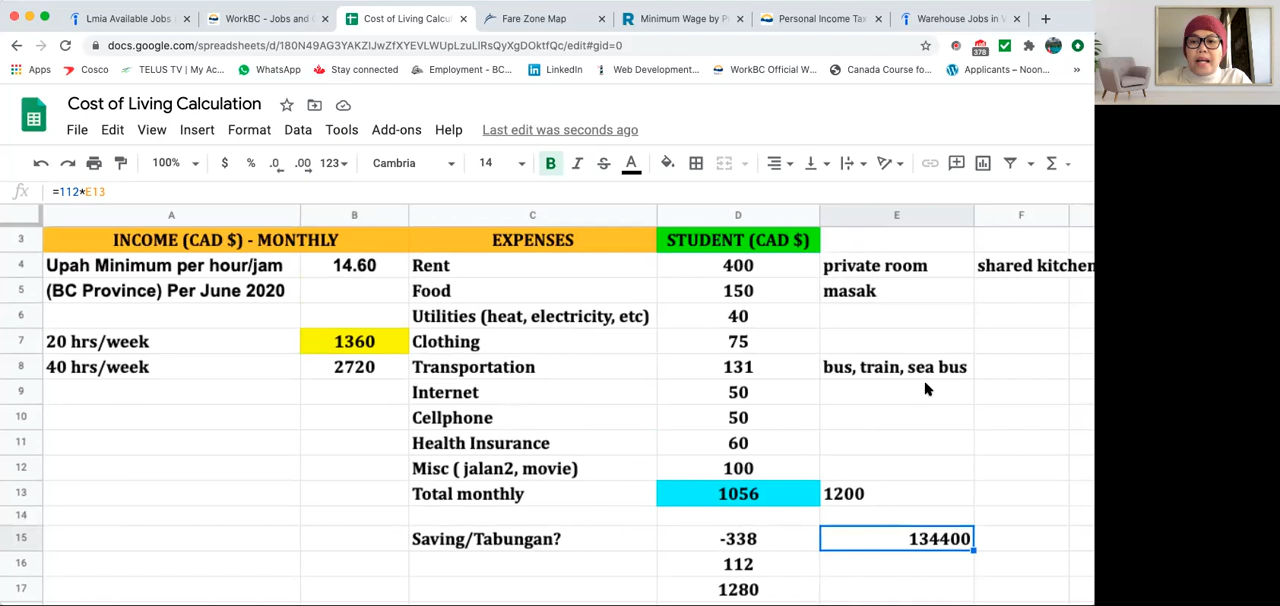 Lmia Available Jobs
WorkBC - Jobs and
Cost of Living Calcul
Fare Zone Map
Minimum Wage by P
Personal Income Tax
Warehouse Jobs in V
docs.google.com/spreadsheets/d/180N49AG3YAKZIJwZfXYEVLWUpLzuLlRsQyXgDOktfQc/edit#gid=0
378
Apps
Cosco
TELUS TV | My Ac...
WhatsApp
Stay connected
Employment - BC...
LinkedIn
Web Development...
WorkBC Official W...
Canada Course fo...
Applicants – Noon...
»
Cost of Living Calculation
File Edit View Insert Format Data Tools Add-ons Help Last edit was seconds ago
100% $ % .0 .00 123 Cambria 14 B I S A
fx =112*E13
A B C D E F
3 INCOME (CAD $) - MONTHLY EXPENSES STUDENT (CAD $)
4 Upah Minimum per hour/jam 14.60 Rent 400 private room shared kitchen
5 (BC Province) Per June 2020 Food 150 masak
6 Utilities (heat, electricity, etc) 40
7 20 hrs/week 1360 Clothing 75
8 40 hrs/week 2720 Transportation 131 bus, train, sea bus
9 Internet 50
10 Cellphone 50
11 Health Insurance 60
12 Misc ( jalan2, movie) 100
13 Total monthly 1056 1200
14
15 Saving/Tabungan? -338 134400
16 112
17 1280